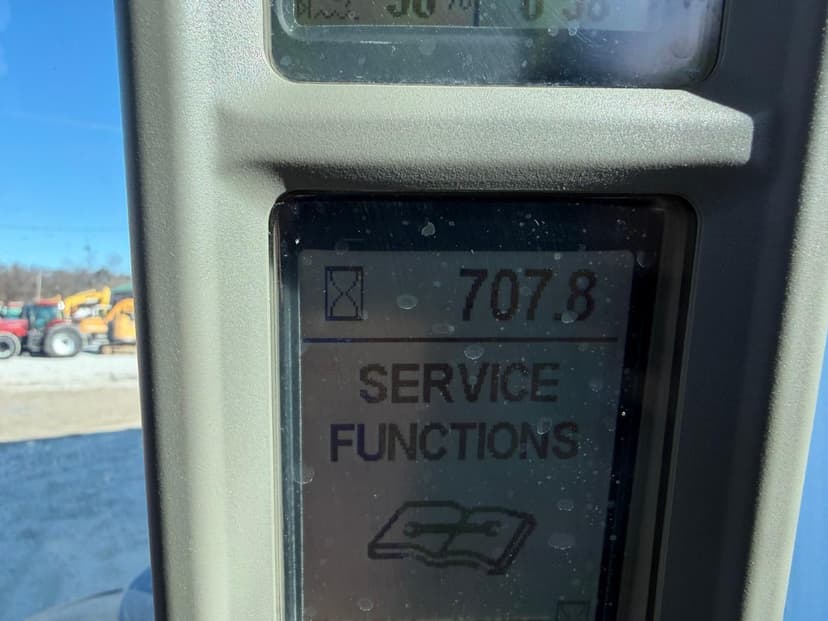 707.8
SERVICE
FUNCTIONS